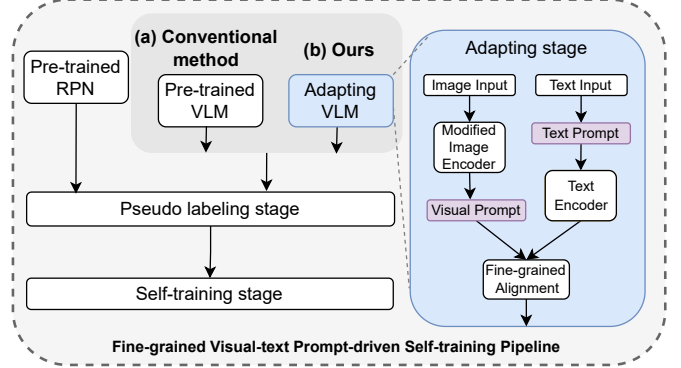 (a) Conventional
method
(b) Ours
Pre-trained
RPN
Pre-trained
VLM
Adapting
VLM
Pseudo labeling stage
Self-training stage
Adapting stage
Image Input
Text Input
Modified
Image
Encoder
Text Prompt
Visual Prompt
Text
Encoder
Fine-grained
Alignment
Fine-grained Visual-text Prompt-driven Self-training Pipeline